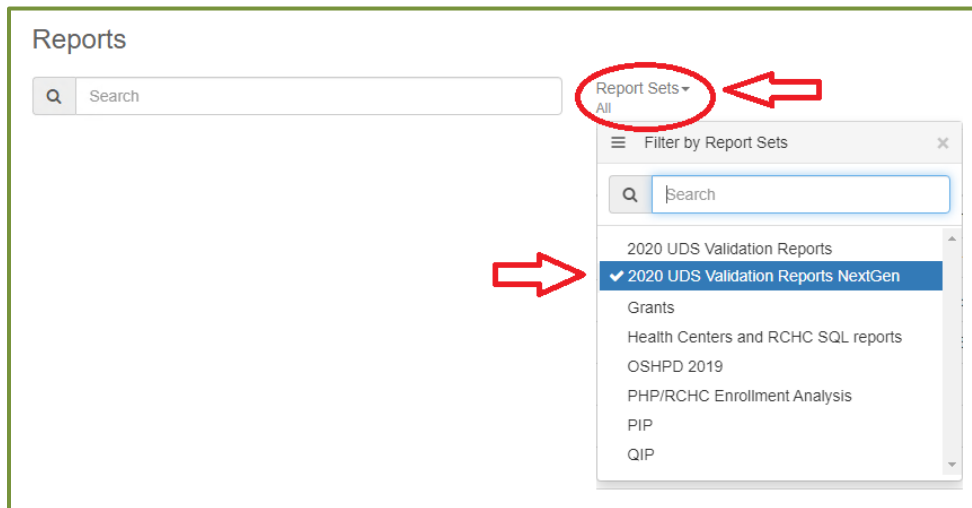 Reports
Search
Report Sets
All
Filter by Report Sets
Search
2020 UDS Validation Reports
2020 UDS Validation Reports NextGen
Grants
Health Centers and RCHC SQL reports
OSHPD 2019
PHP/RCHC Enrollment Analysis
PIP
QIP